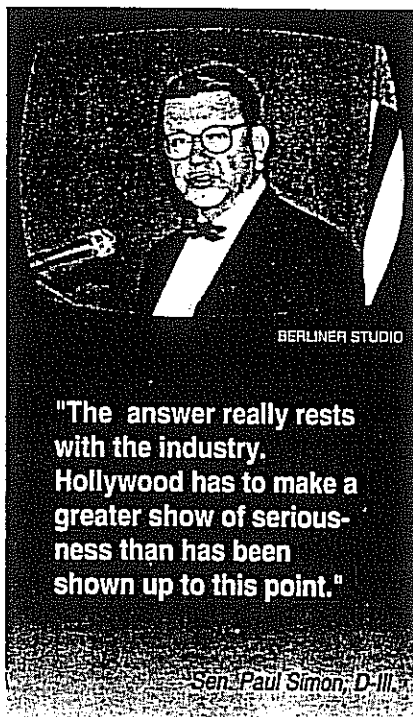 BERLINER STUDIO
"The answer really rests
with the industry.
Hollywood has to make a
greater show of serious-
ness than has been
shown up to this point."
Sen. Paul Simon, D-Ill.